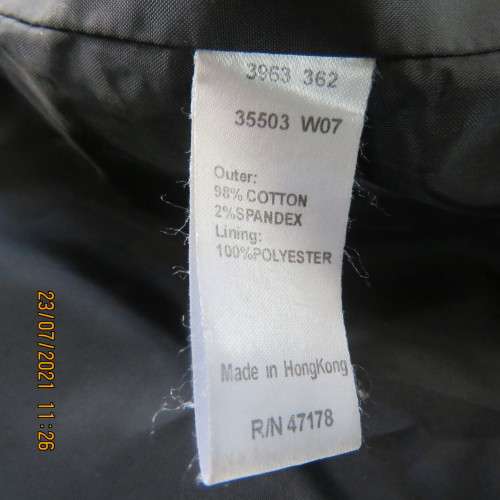 3963 362
35503 W07
Outer:
98% COTTON
2%SPANDEX
Lining:
100%POLYESTER
Made in HongKong
R/N 47178
23/07/2021 11:26